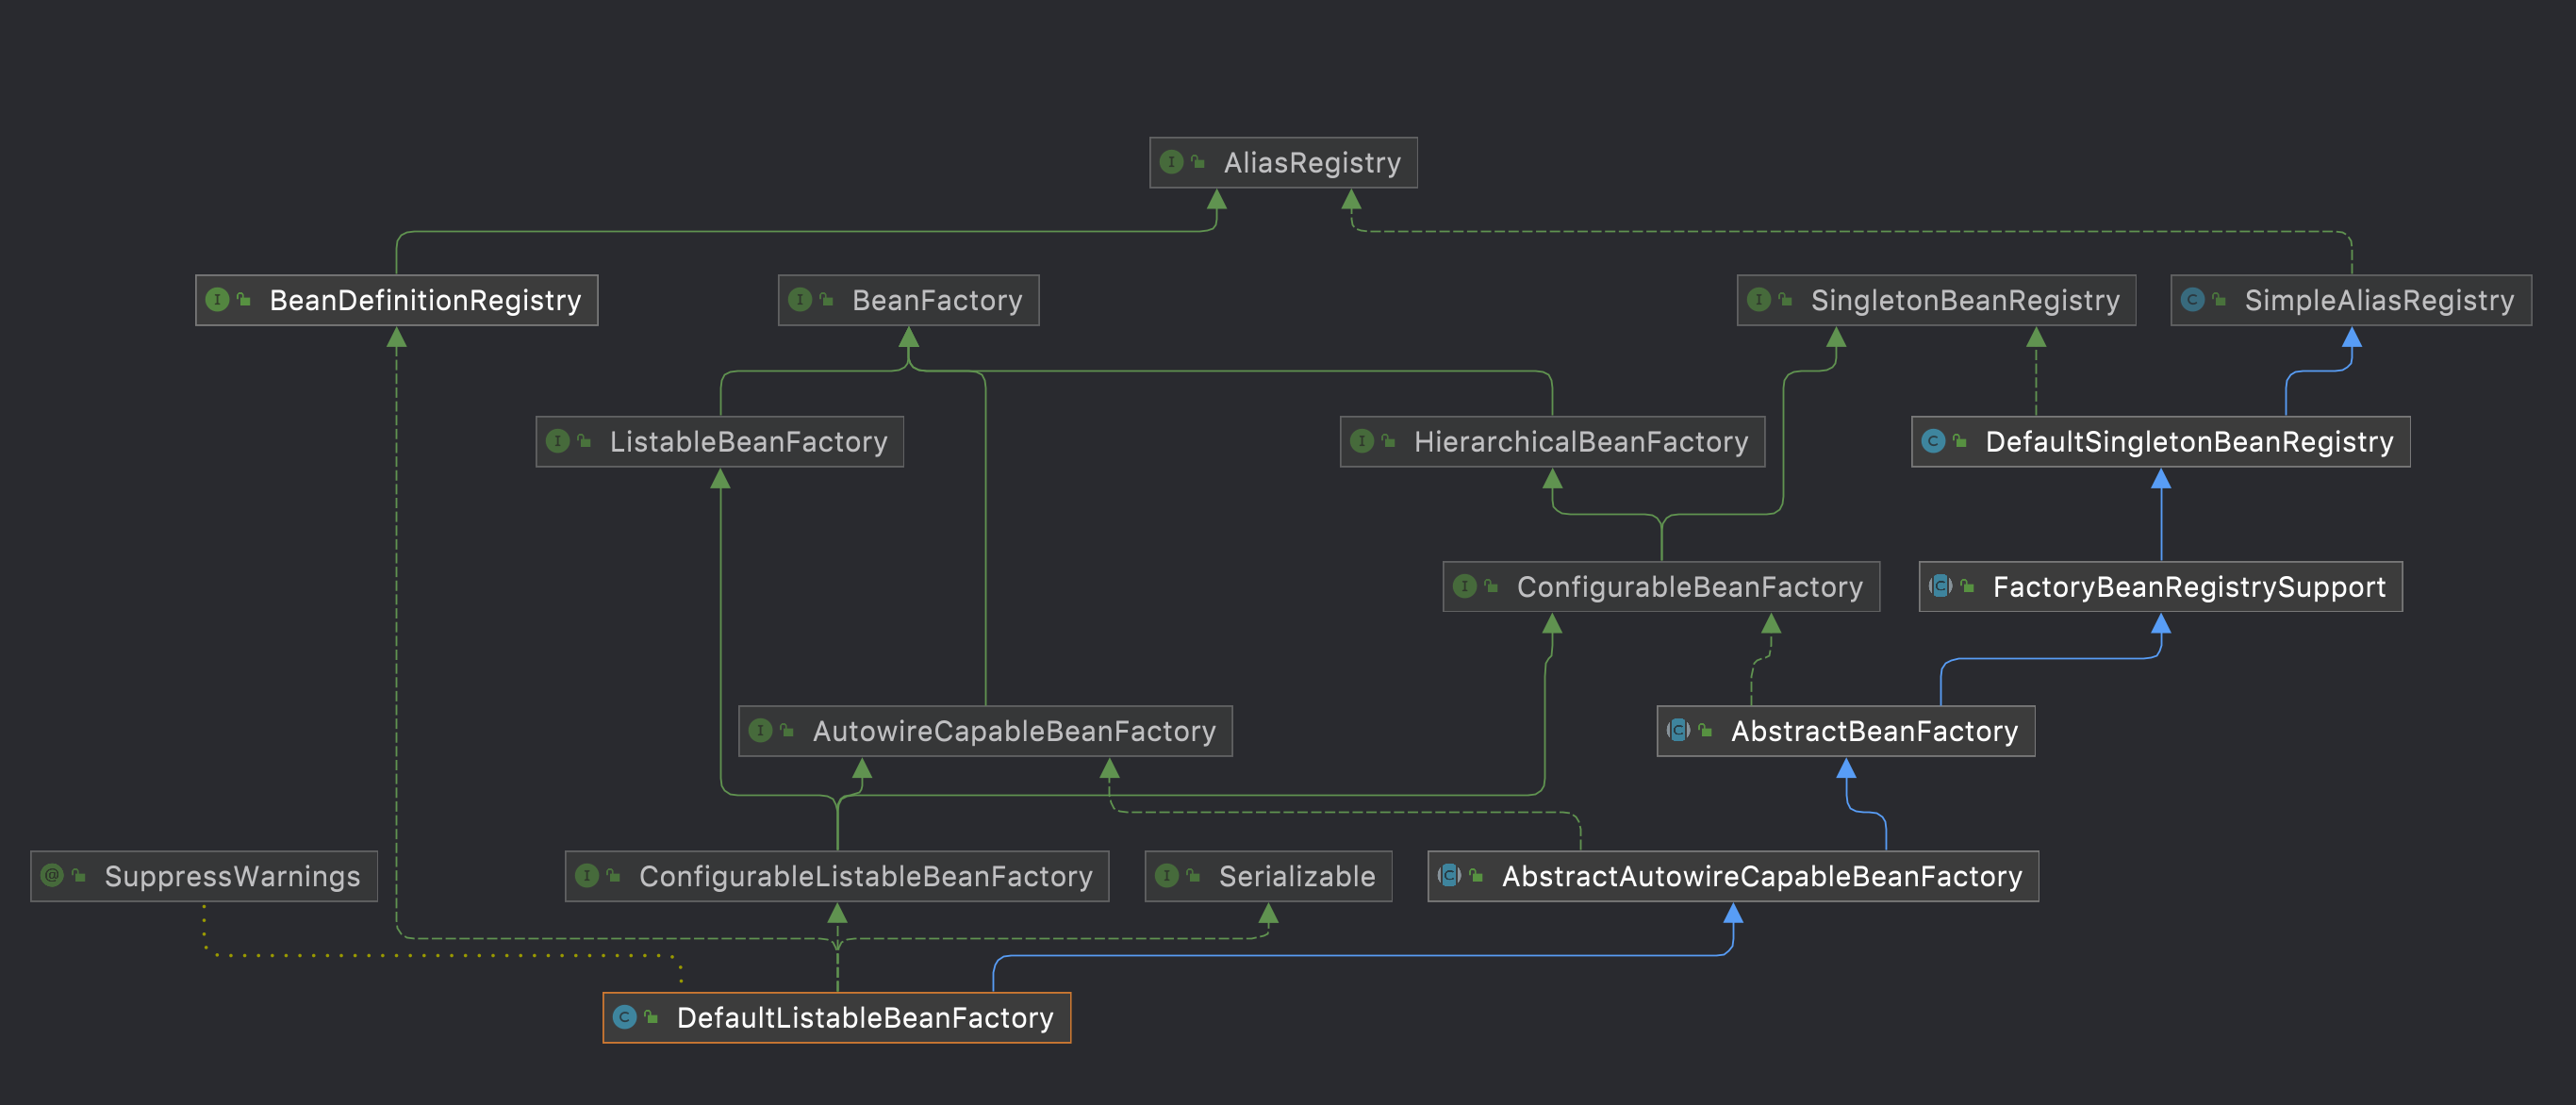 AliasRegistry
BeanDefinitionRegistry
BeanFactory
SingletonBeanRegistry
SimpleAliasRegistry
ListableBeanFactory
HierarchicalBeanFactory
DefaultSingletonBeanRegistry
ConfigurableBeanFactory
FactoryBeanRegistrySupport
AutowireCapableBeanFactory
AbstractBeanFactory
SuppressWarnings
ConfigurableListableBeanFactory
Serializable
AbstractAutowireCapableBeanFactory
DefaultListableBeanFactory